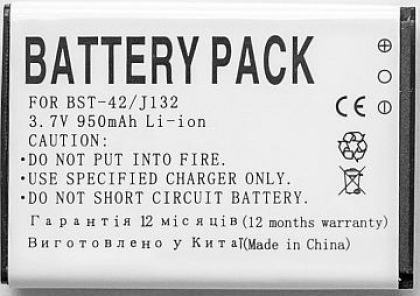 BATTERY PACK
FOR BST-42/J132
3.7V 950mAh Li-ion
CAUTION:
•DO NOT PUT INTO FIRE.
•USE SPECIFIED CHARGER ONLY.
•DO NOT SHORT CIRCUIT BATTERY.
Гарантія 12 місяців (12 months warranty)
Виготовлено у Китаї (Made in China)
⊕
⊖
⊕
CE